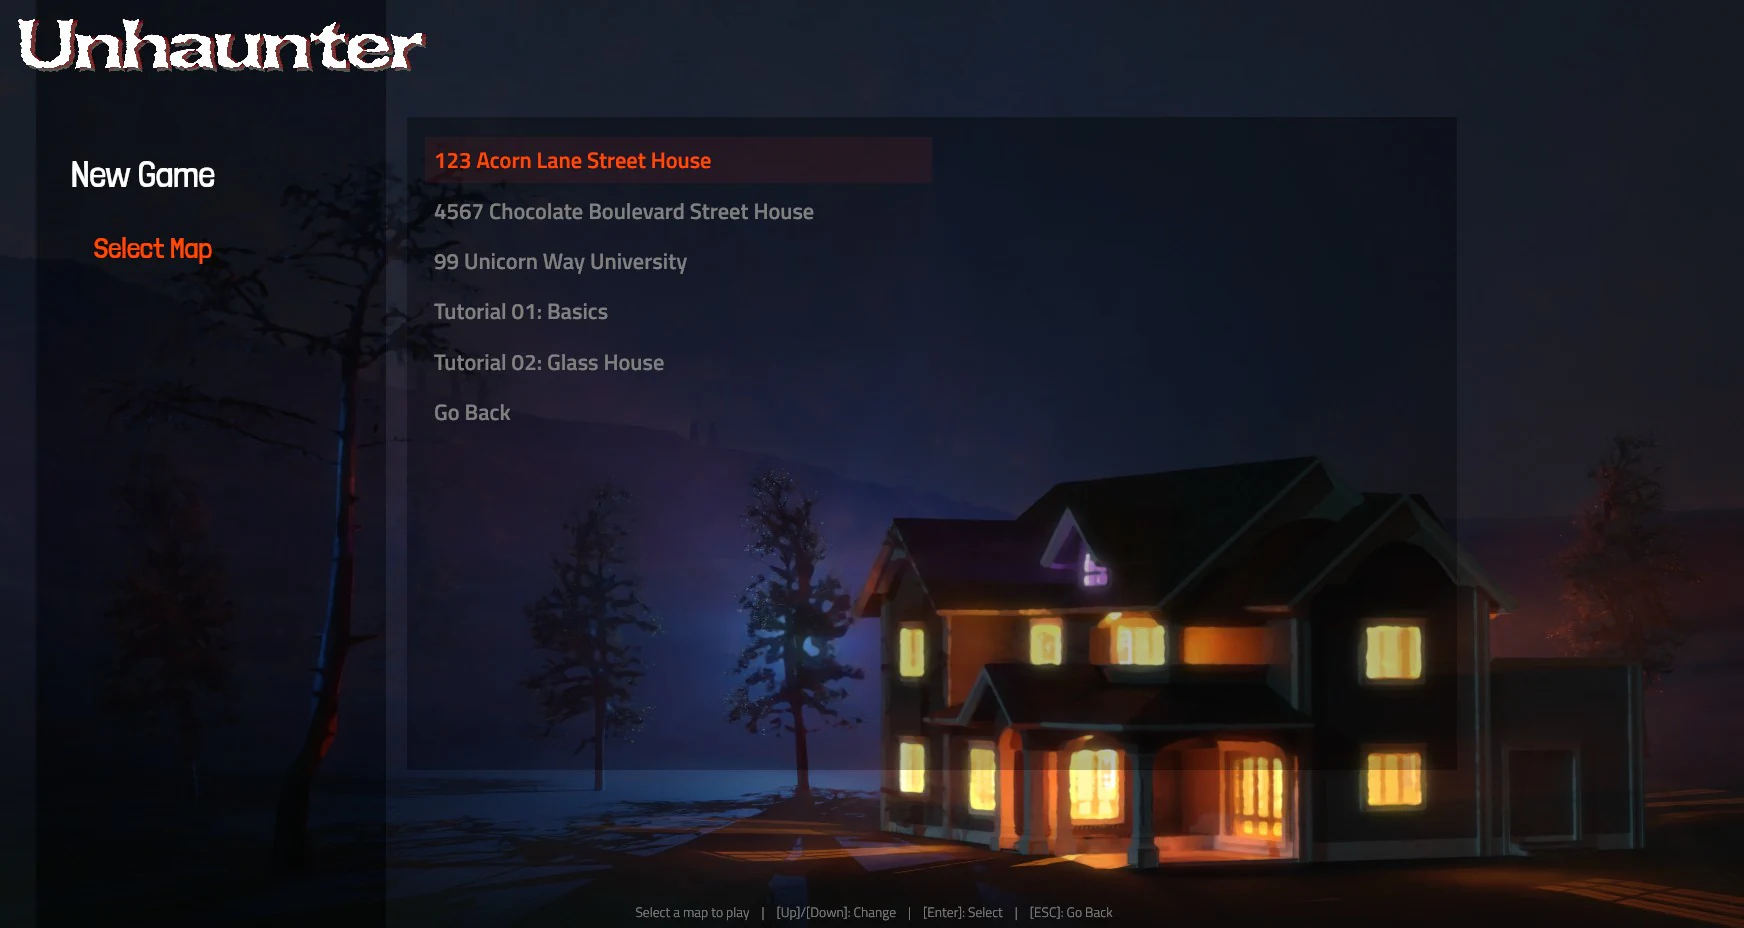 Unhaunter
New Game
Select Map
123 Acorn Lane Street House
4567 Chocolate Boulevard Street House
99 Unicorn Way University
Tutorial 01: Basics
Tutorial 02: Glass House
Go Back
Select a map to play | [Up]/[Down]: Change | [Enter]: Select | [ESC]: Go Back